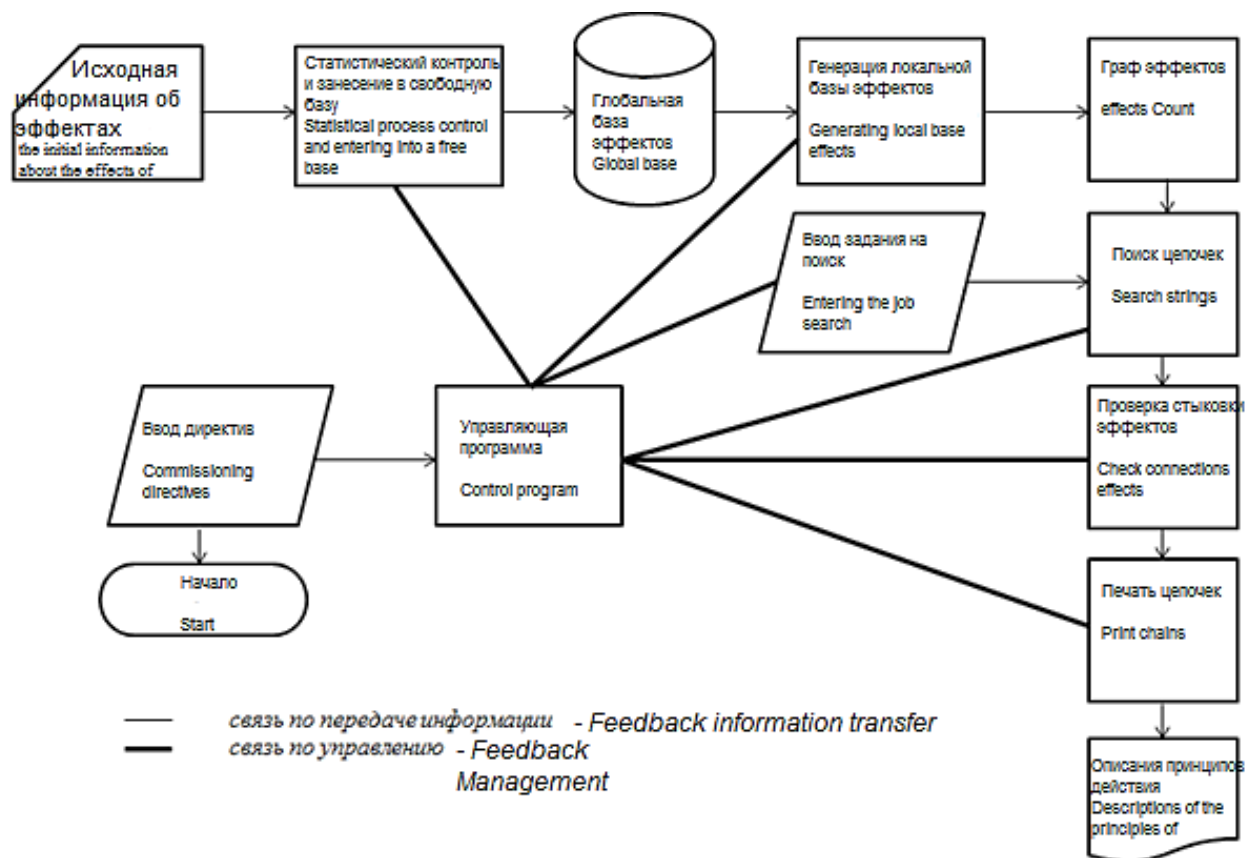 Исходная
информация об
эффектах
the initial information
about the effects of
Статистический контроль
и занесение в свободную
базу
Statistical process control
and entering into a free
base
Глобальная
база
эффектов
Global base
Генерация локальной
базы эффектов
Generating local base
effects
Граф эффектов
effects Count
Ввод задания на
поиск
Entering the job
search
Поиск цепочек
Search strings
Ввод директив
Commissioning
directives
Управляющая
программа
Control program
Проверка стыковки
эффектов
Check connections
effects
Начало
Start
Печать цепочек
Print chains
связь по передаче информации - Feedback information transfer
связь по управлению - Feedback
Management
Описания принципов
действия
Descriptions of the
principles of